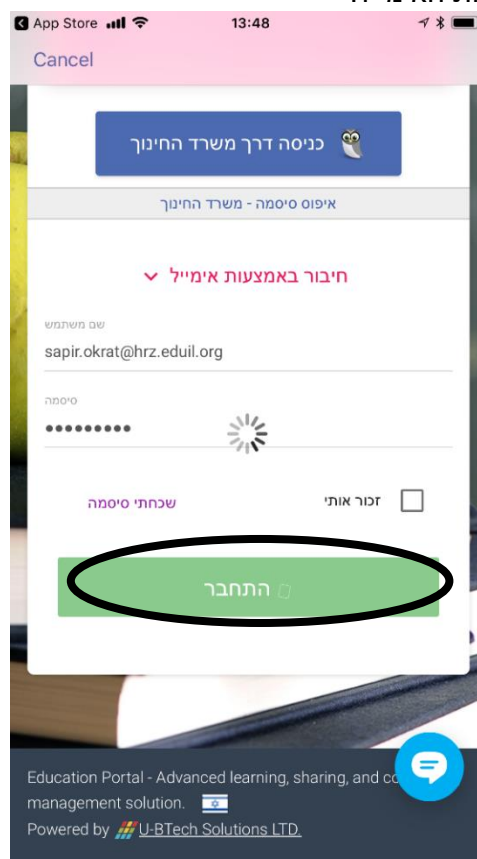 App Store 13:48
Cancel
כניסה דרך משרד החינוך
איפוס סיסמה - משרד החינוך
חיבור באמצעות אימייל
שם משתמש
sapir.okrat@hrz.eduil.org
סיסמה
•••••••••
זכור אותי שכחתי סיסמה
התחבר
Education Portal - Advanced learning, sharing, and
management solution.
Powered by U-BTech Solutions LTD.